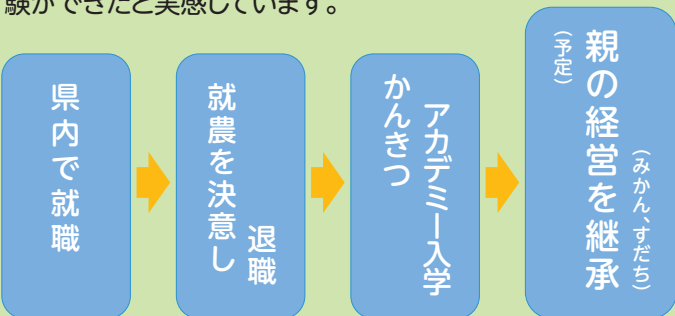 験ができたと実感しています。
県内で就職
就農を決意し
退職
かんきつ
アカデミー入学
（予定）
親の経営を継承
（みかん、すだち）